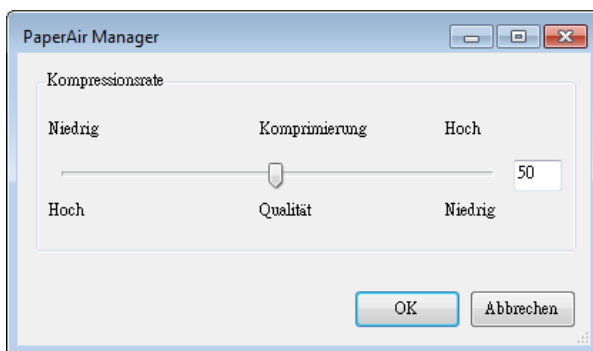 PaperAir Manager
Kompressionsrate
Niedrig Komprimierung Hoch
50
Hoch Qualität Niedrig
OK Abbrechen